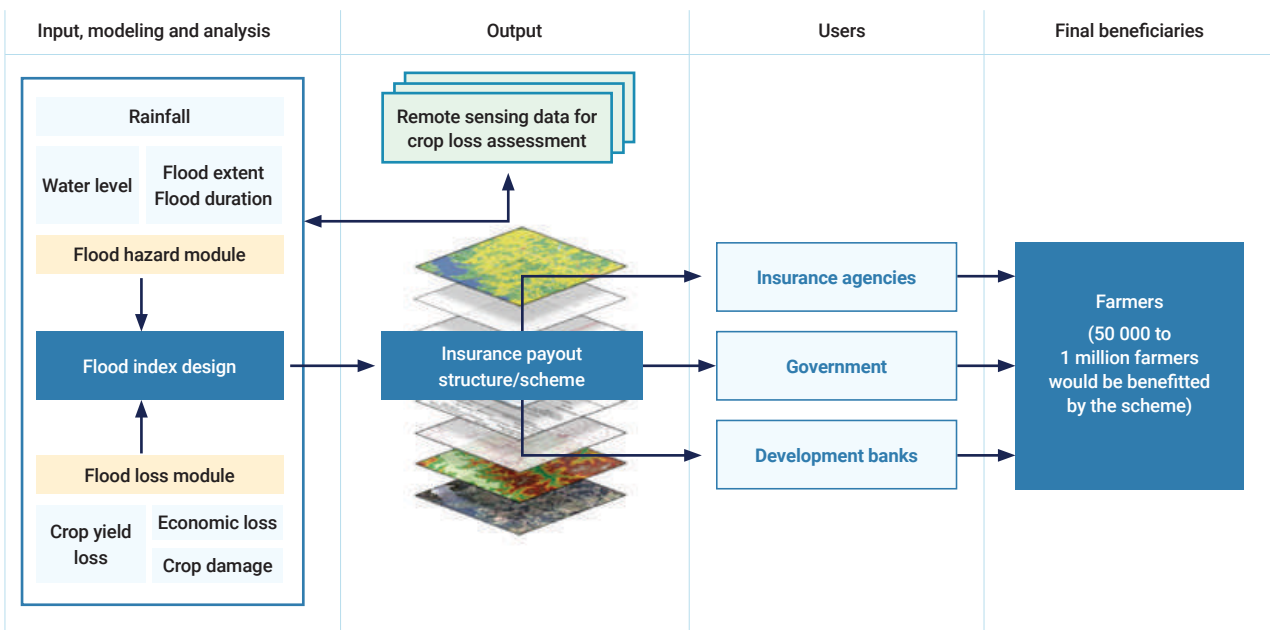 Input, modeling and analysis
Output
Users
Final beneficiaries
Rainfall
Water level
Flood extent
Flood duration
Flood hazard module
Flood index design
Flood loss module
Crop yield
loss
Economic loss
Crop damage
Remote sensing data for
crop loss assessment
Insurance payout
structure/scheme
Insurance agencies
Government
Development banks
Farmers
(50 000 to
1 million farmers
would be benefitted
by the scheme)